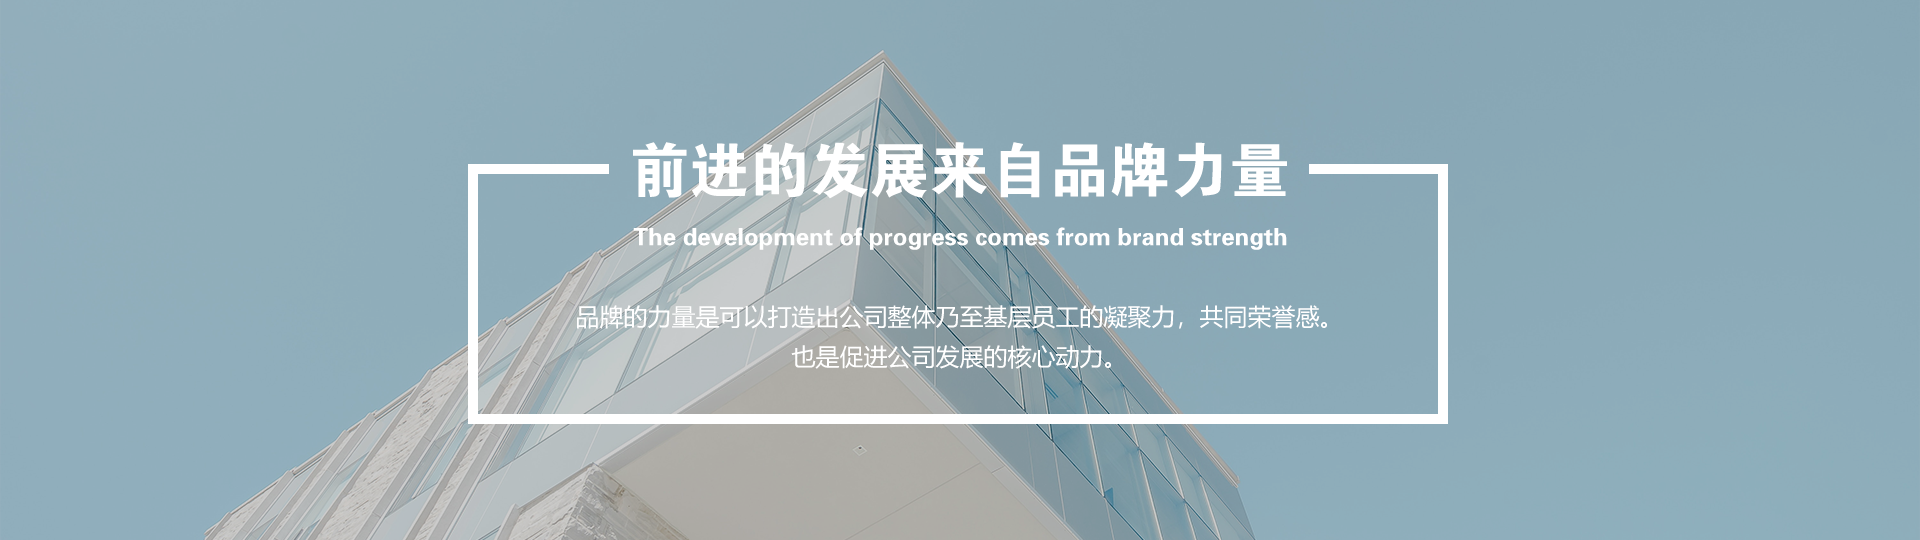 前进的发展来自品牌力量
The development of progress comes from brand strength
品牌的力量是可以打造出公司整体乃至基层员工的凝聚力，共同荣誉感。
也是促进公司发展的核心动力。